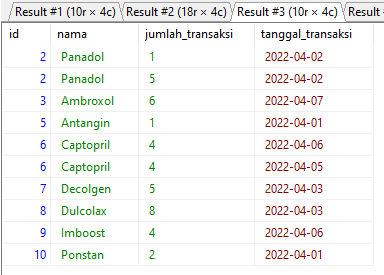 Result #1 (10r × 4c) Result #2 (18r × 5c) Result #3 (10r × 4c) Result
id nama jumlah_transaksi tanggal_transaksi
2 Panadol 1 2022-04-02
2 Panadol 5 2022-04-02
3 Ambroxol 6 2022-04-07
5 Antangin 1 2022-04-01
6 Captopril 4 2022-04-06
6 Captopril 4 2022-04-05
7 Decolgen 5 2022-04-03
8 Dulcolax 8 2022-04-03
9 Imboost 4 2022-04-06
10 Ponstan 2 2022-04-01